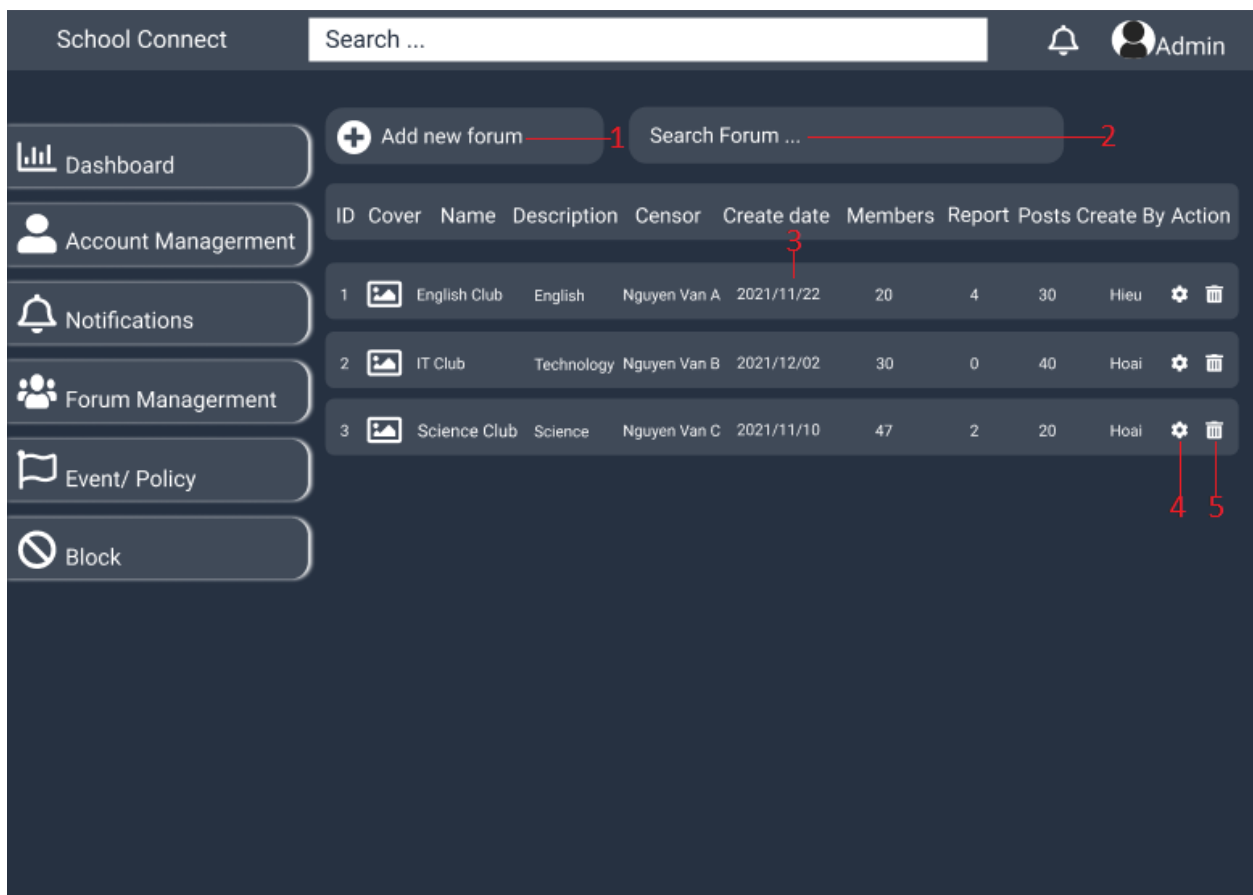 School Connect Search ... Admin
Add new forum 1 Search Forum ... 2
Dashboard
ID Cover Name Description Censor Create date Members Report Posts Create By Action
Account Managerment
3
1 English Club English Nguyen Van A 2021/11/22 20 4 30 Hieu
Notifications
2 IT Club Technology Nguyen Van B 2021/12/02 30 0 40 Hoai
Forum Managerment
3 Science Club Science Nguyen Van C 2021/11/10 47 2 20 Hoai
Event/ Policy
4 5
Block